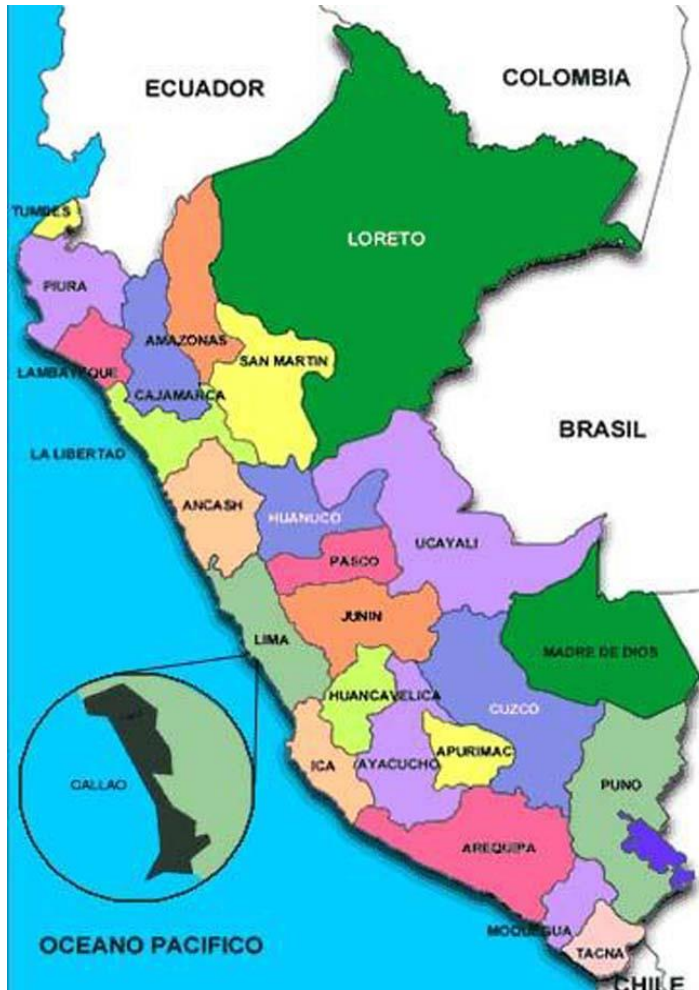 ECUADOR
COLOMBIA
TUMBES
LORETO
PIURA
AMAZONAS
SAN MARTIN
LAMBAYEQUE
CAJAMARCA
BRASIL
LA LIBERTAD
ANCASH
HUANUCO
UCAYALI
PASCO
JUNIN
LIMA
MADRE DE DIOS
HUANCAVELICA
CUZCO
APURIMAC
ICA
AYACUCHO
PUNO
CALLAO
AREQUIPA
MOQUEGUA
OCEANO PACIFICO
TACNA
CHILE